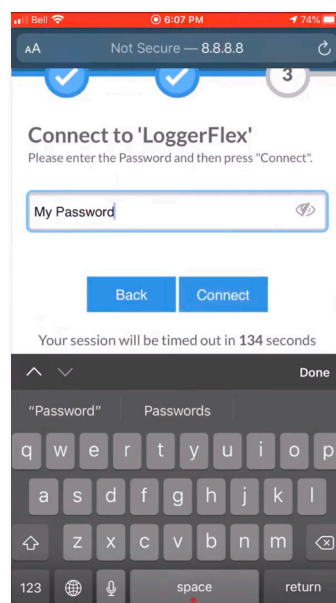 Bell 6:07 PM 74%
AA Not Secure — 8.8.8.8
3
Connect to 'LoggerFlex'
Please enter the Password and then press "Connect".
My Password
Back Connect
Your session will be timed out in 134 seconds
Done
“Password” Passwords
q w e r t y u i o p
a s d f g h j k l
z x c v b n m
123 space return